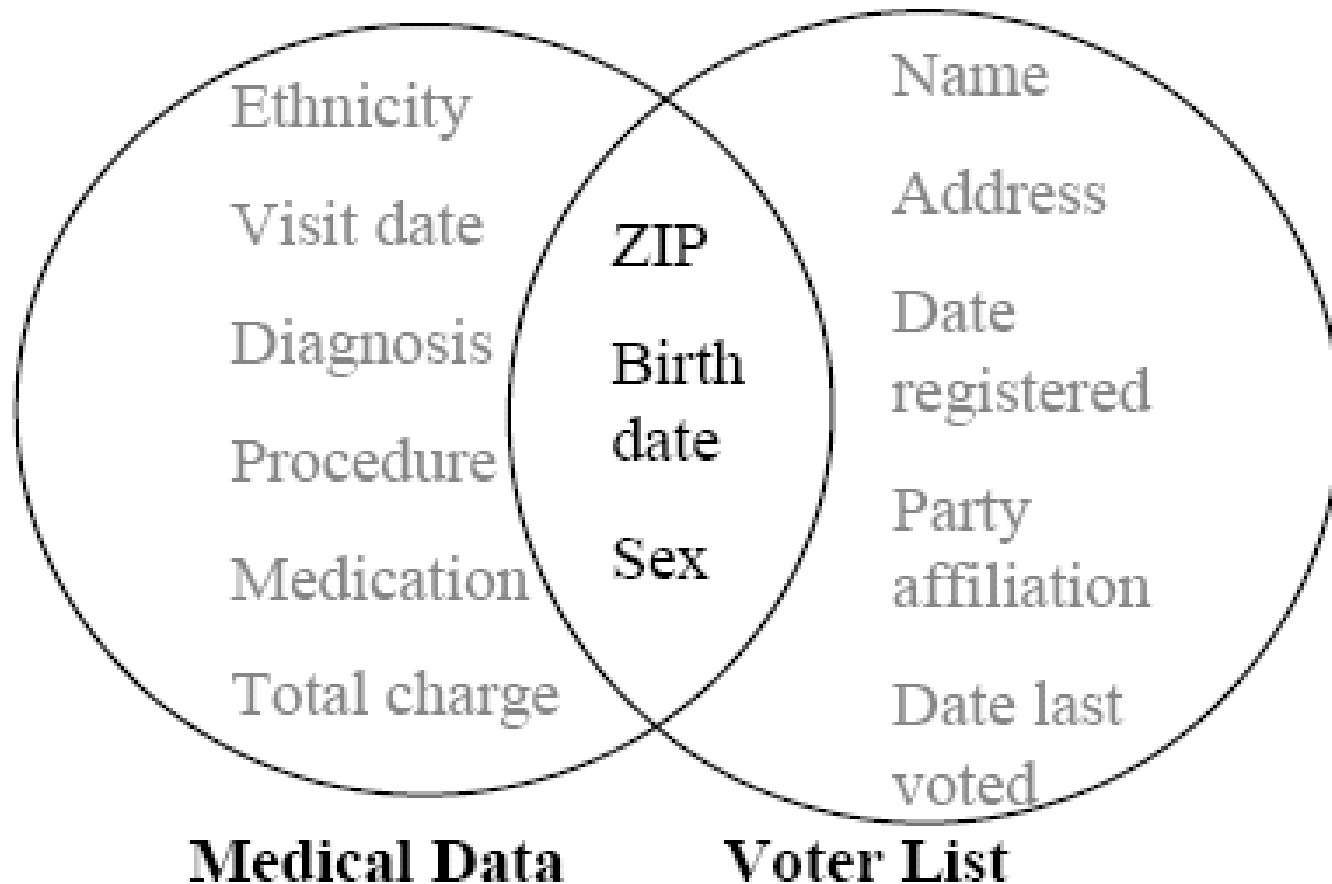 Ethnicity
Visit date
Diagnosis
Procedure
Medication
Total charge
ZIP
Birth
date
Sex
Name
Address
Date
registered
Party
affiliation
Date last
voted
Medical Data
Voter List